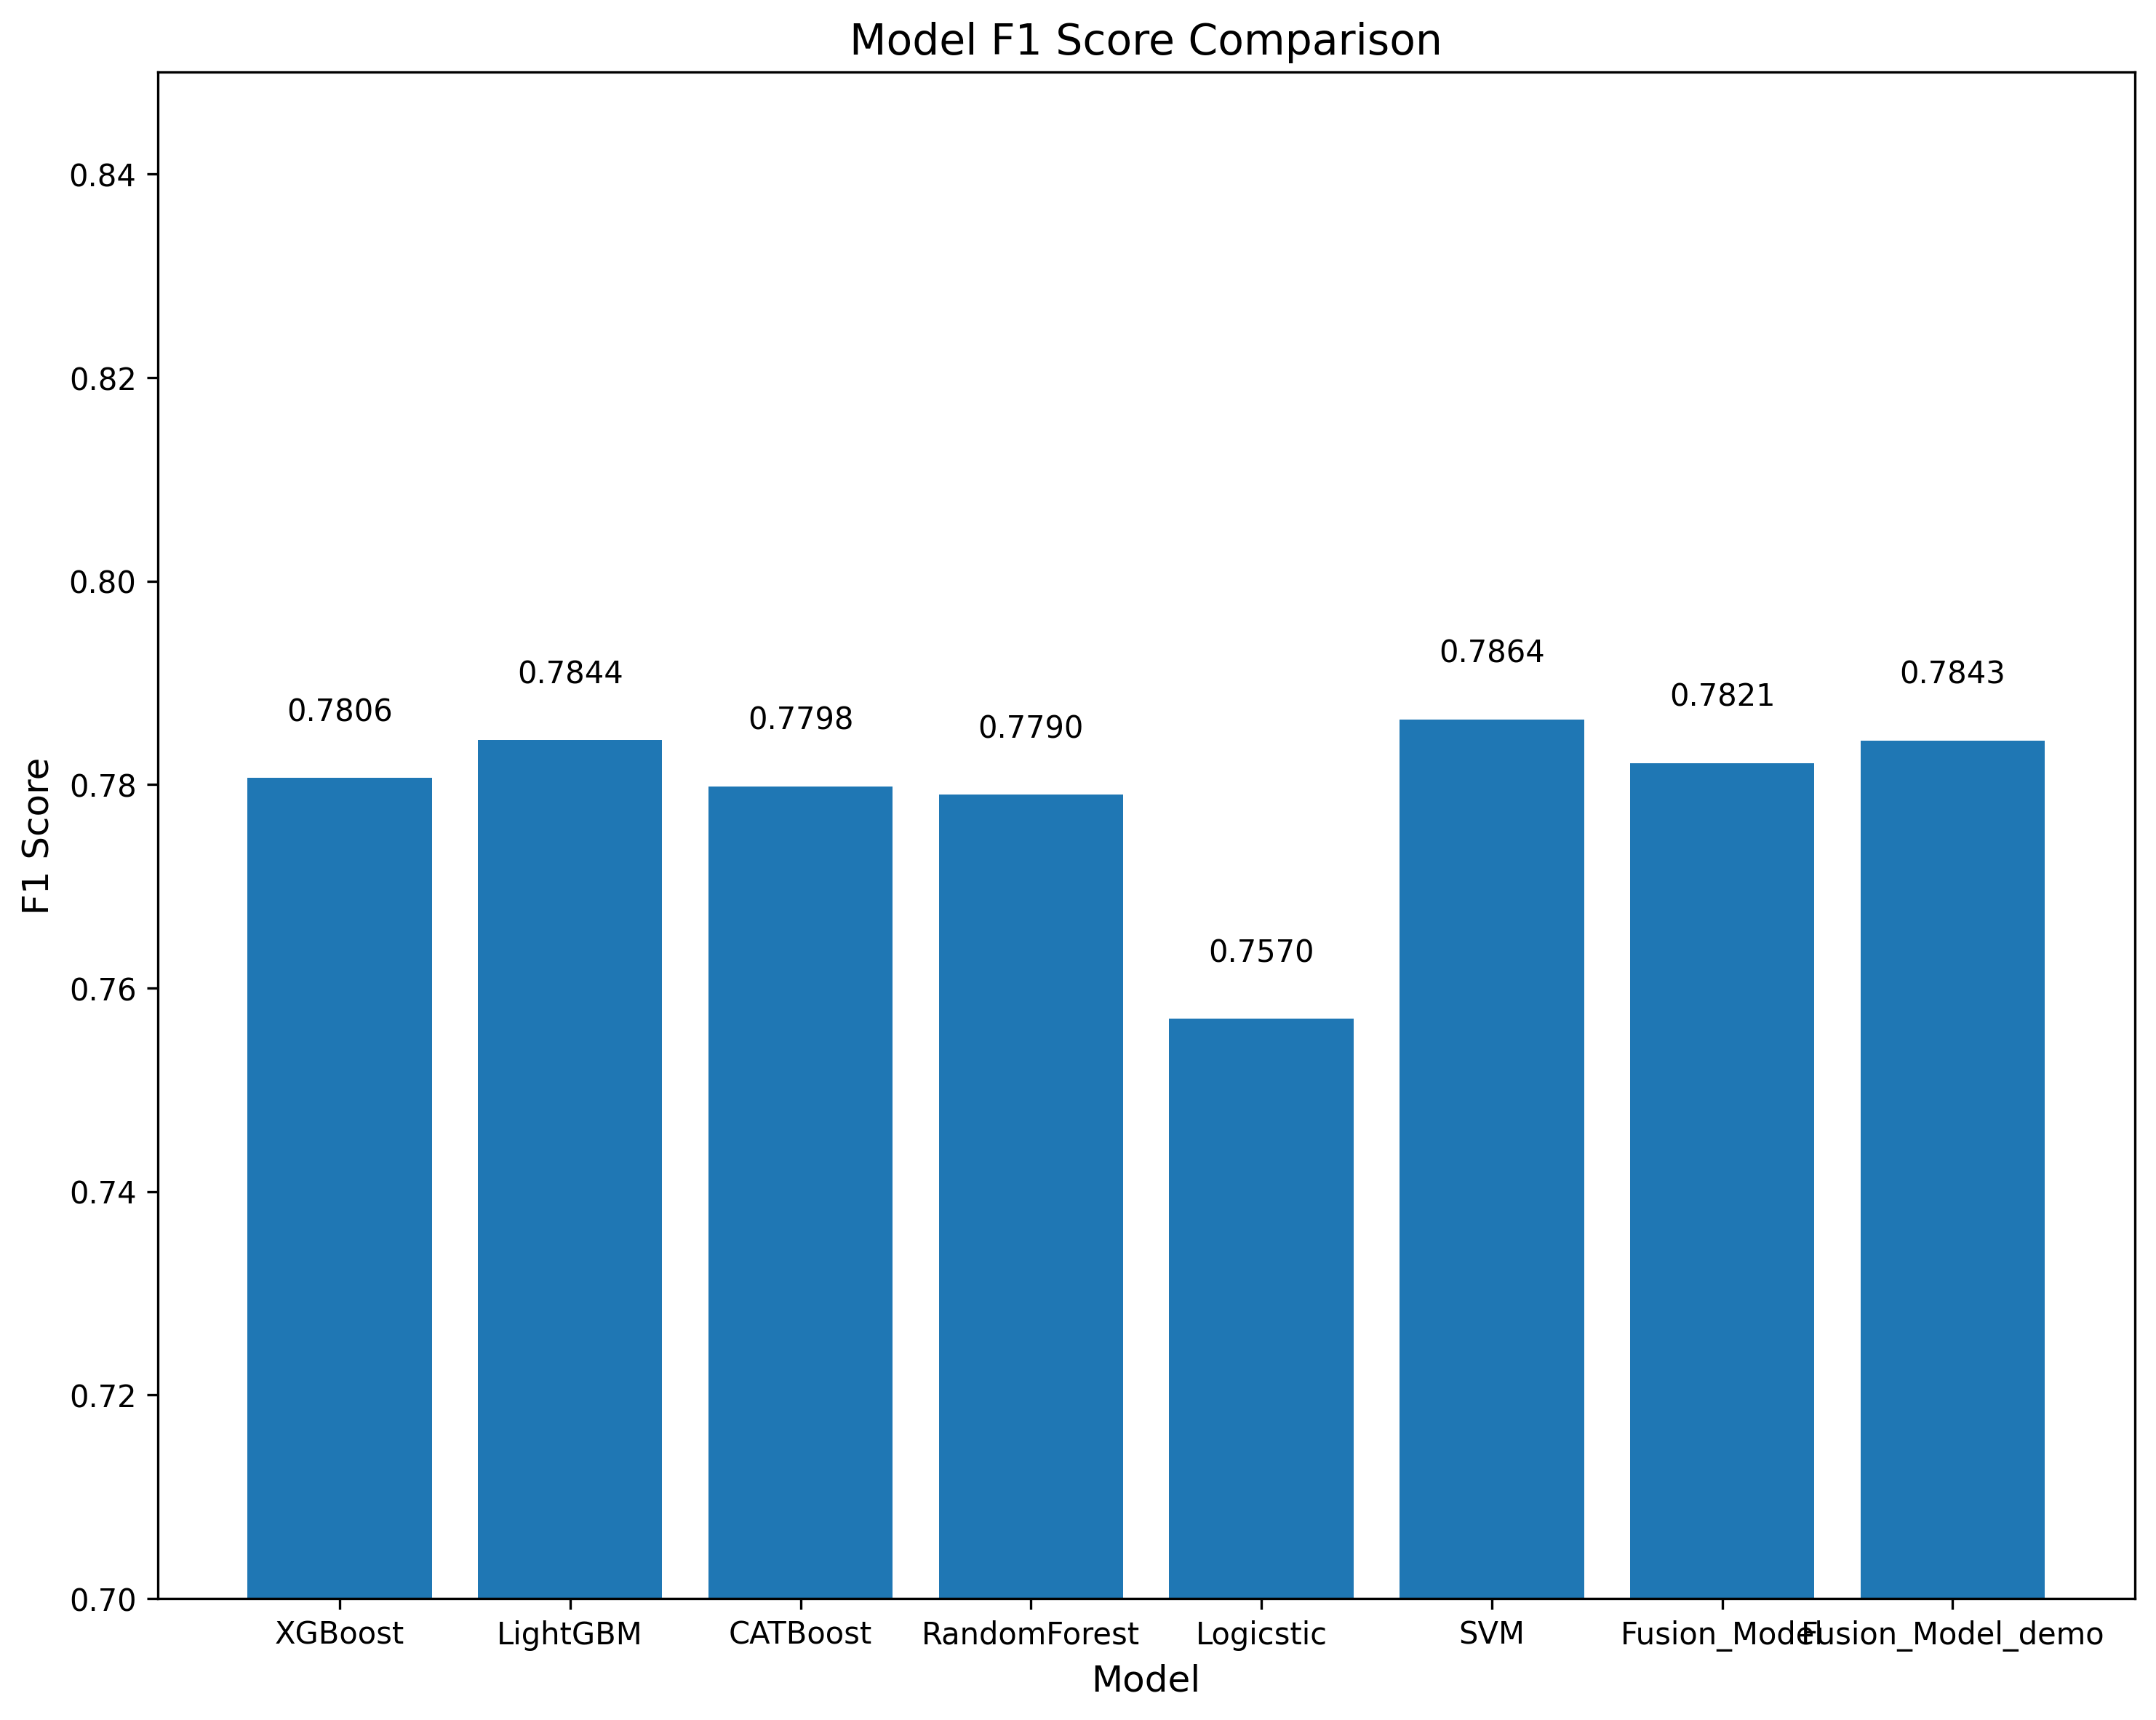 Model F1 Score Comparison
0.84
0.82
0.80
0.78
0.76
0.74
0.72
0.70
F1 Score
0.7806
0.7844
0.7798
0.7790
0.7570
0.7864
0.7821
0.7843
XGBoost
LightGBM
CATBoost
RandomForest
Logicstic
SVM
Fusion_Model
Fusion_Model_demo
Model